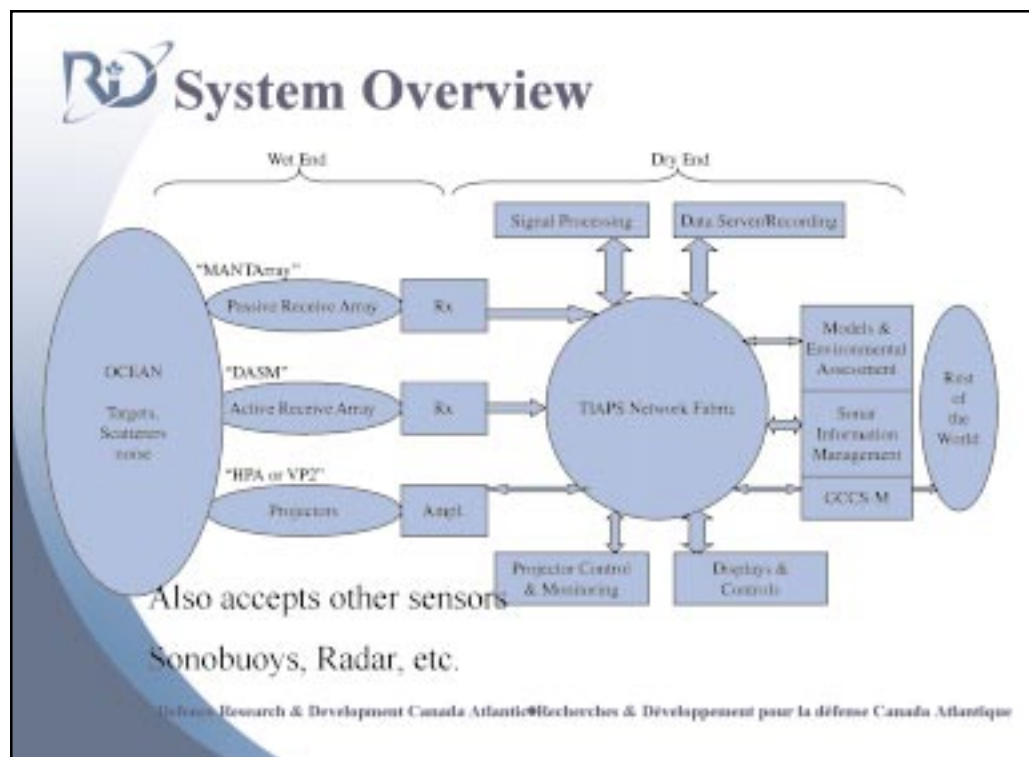 RD System Overview
Wet End
Dry End
Signal Processing
Data Server/Recording
"MANTArray"
Passive Receive Array
Rx
OCEAN
Targets,
Scatterers
noise
"DASM"
Active Receive Array
Rx
TIAPS Network Fabric
Models &
Environmental
Assessment
Sonar
Information
Management
GCCS-M
Rest
of
the
World
"HPA or VP2"
Projectors
Ampl.
Projector Control
& Monitoring
Displays &
Controls
Also accepts other sensors
Sonobuoys, Radar, etc.
Defence Research & Development Canada Atlantic•Recherches & Développement pour la défense Canada Atlantique